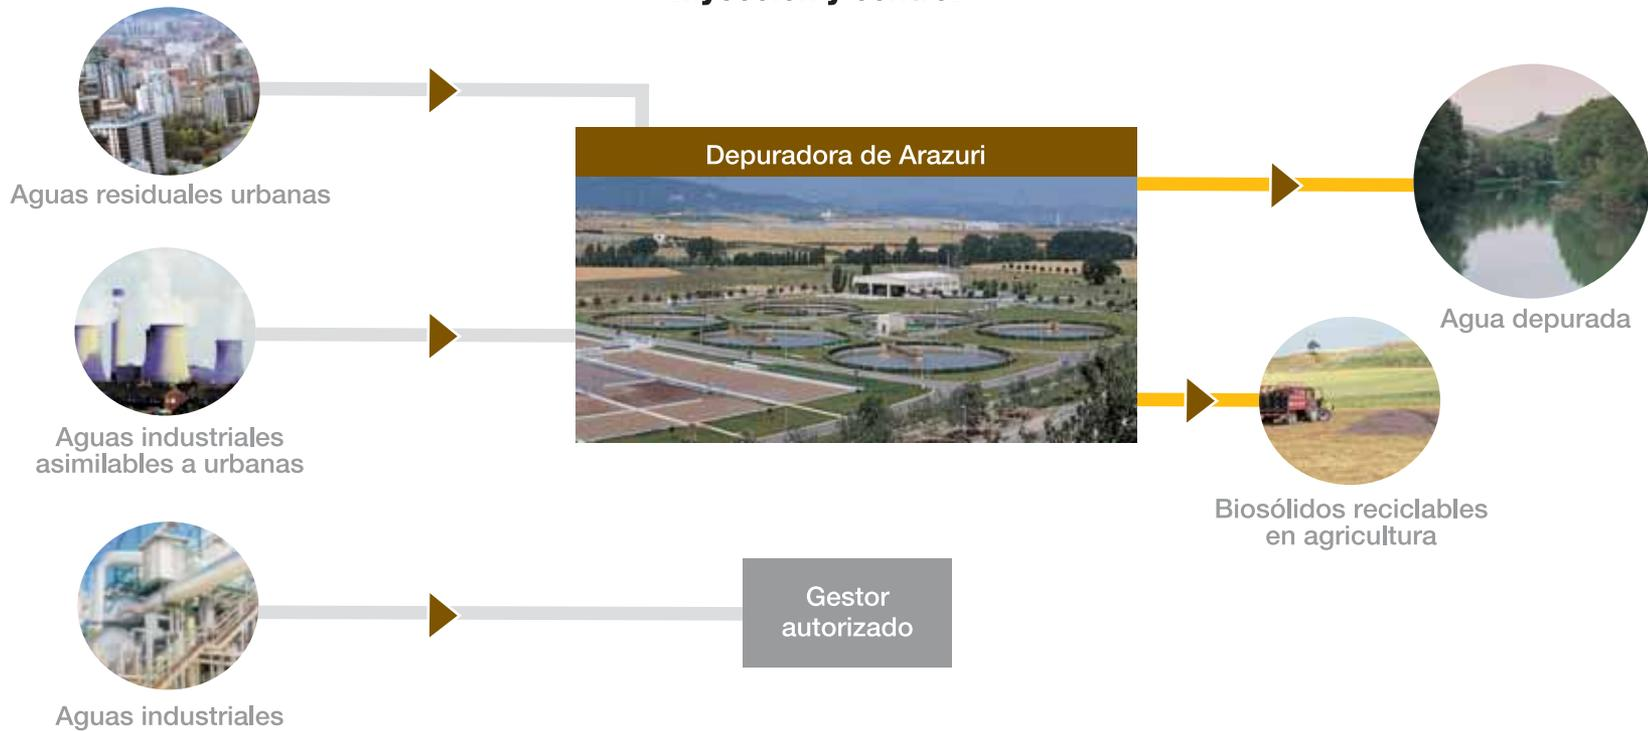 Aguas residuales urbanas
Depuradora de Arazuri
Agua depurada
Aguas industriales
asimilables a urbanas
Biosólidos reciclables
en agricultura
Gestor
autorizado
Aguas industriales